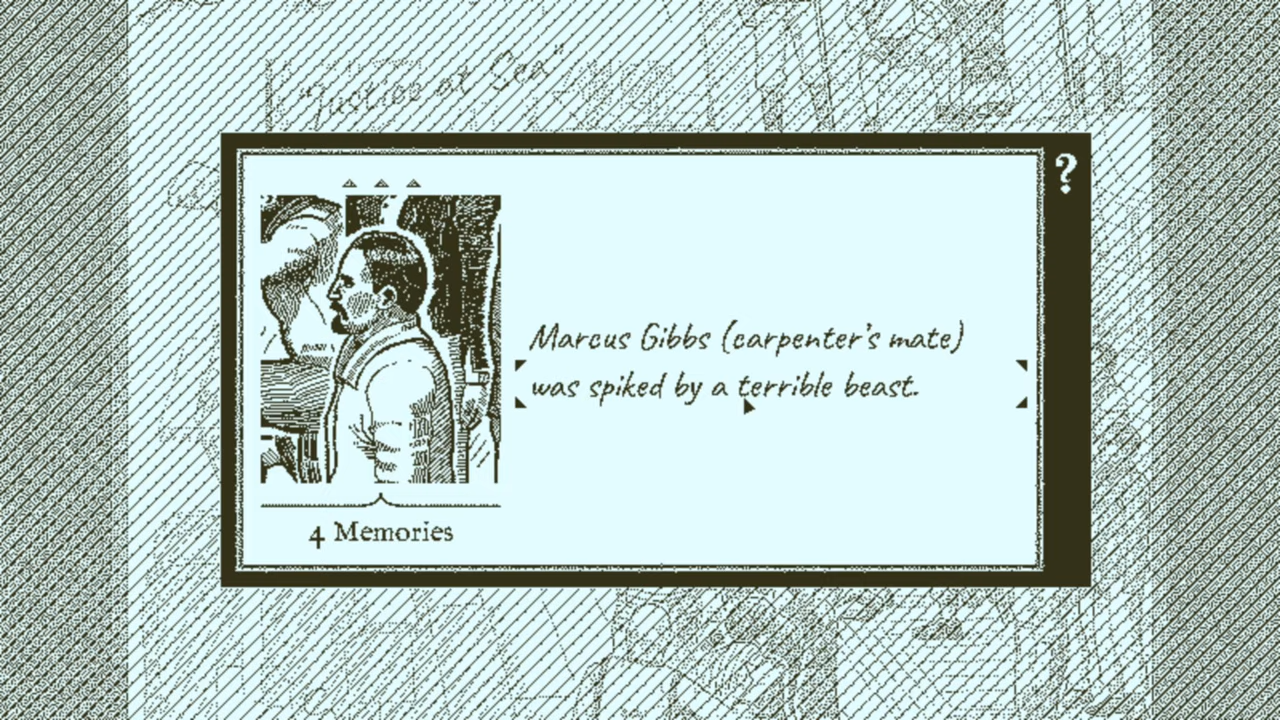 "Justice at Sea"
?
Marcus Gibbs (carpenter's mate)
was spiked by a terrible beast.
4 Memories